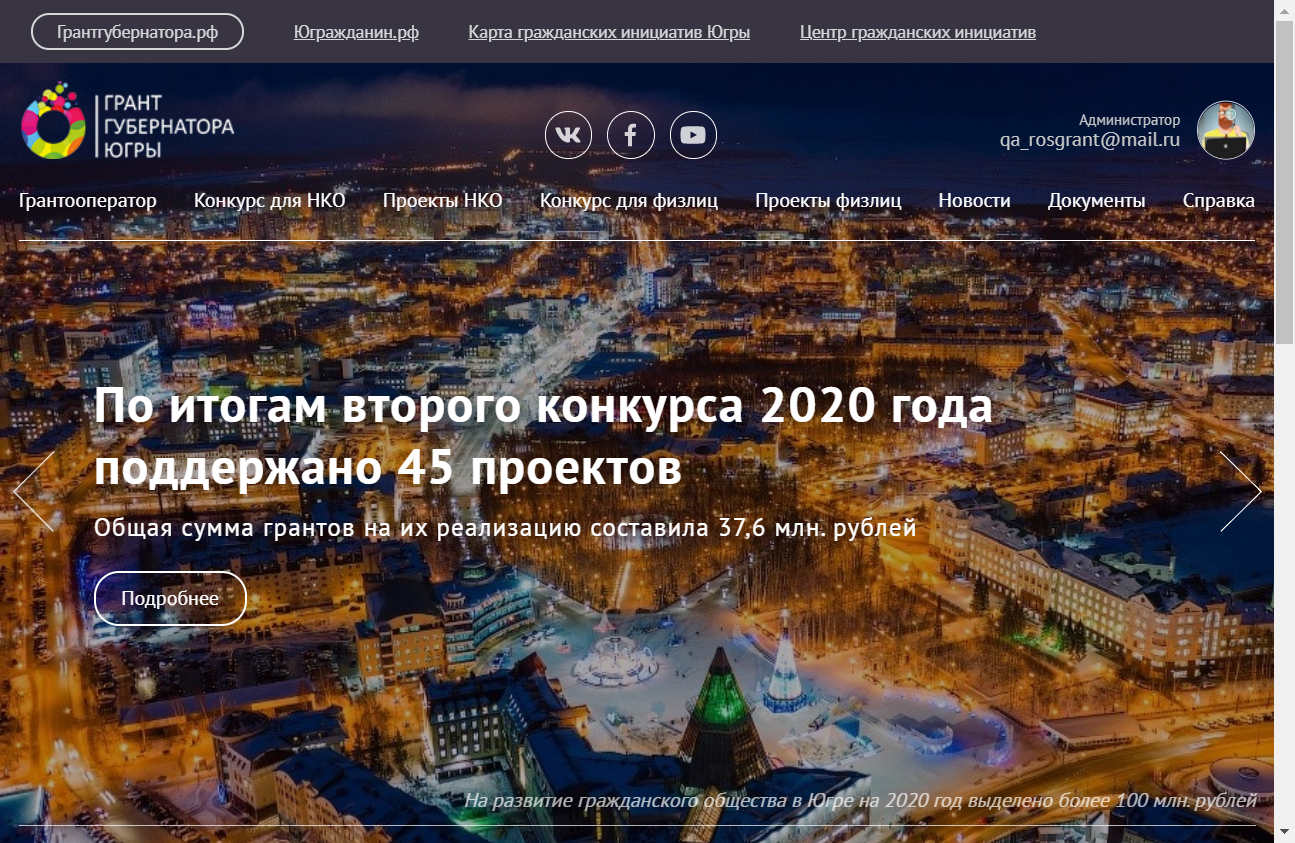 Грантгубернатора.рф
Югражданин.рф
Карта гражданских инициатив Югры
Центр гражданских инициатив
ГРАНТ
ГУБЕРНАТОРА
ЮГРЫ
Администратор
qa_rosgrant@mail.ru
Грантооператор
Конкурс для НКО
Проекты НКО
Конкурс для физлиц
Проекты физлиц
Новости
Документы
Справка
По итогам второго конкурса 2020 года
поддержано 45 проектов
Общая сумма грантов на их реализацию составила 37,6 млн. рублей
Подробнее
На развитие гражданского общества в Югре на 2020 год выделено более 100 млн. рублей